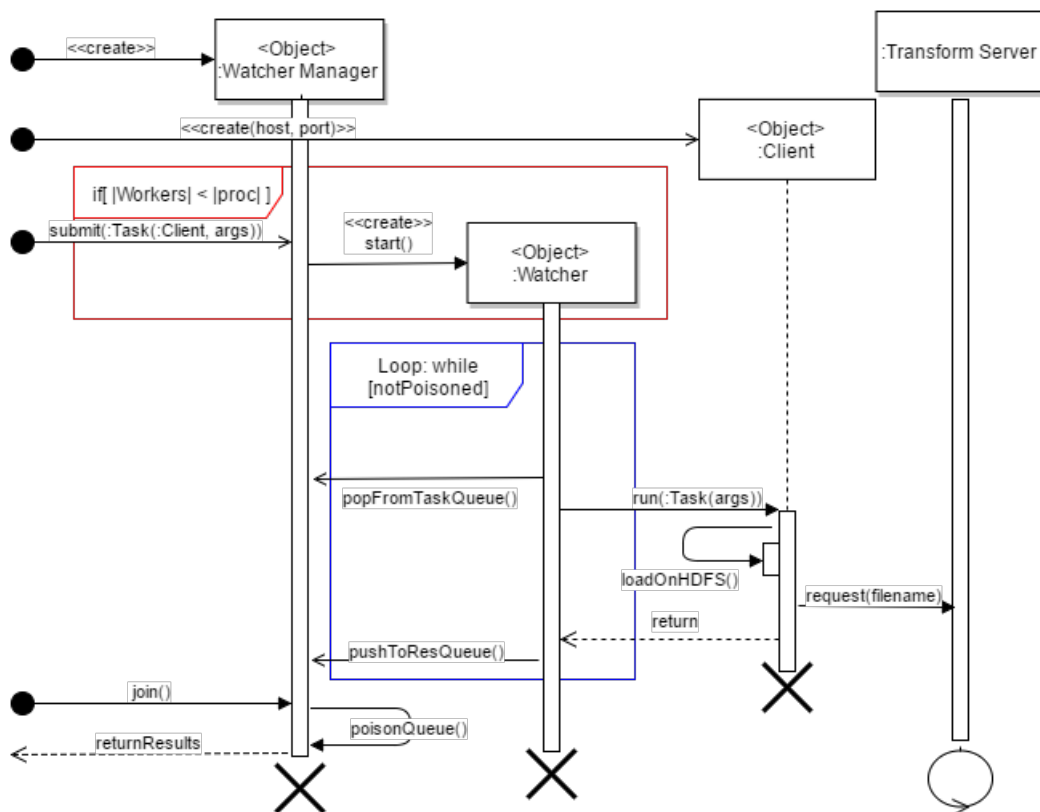 <<create>>
<Object>
:Watcher Manager
:Transform Server
<<create(host, port)>>
<Object>
:Client
if[ |Workers| < |proc| ]
submit(:Task(:Client, args))
<<create>>
start()
<Object>
:Watcher
Loop: while
[notPoisoned]
popFromTaskQueue()
run(:Task(args))
loadOnHDFS()
request(filename)
return
pushToResQueue()
join()
poisonQueue()
returnResults